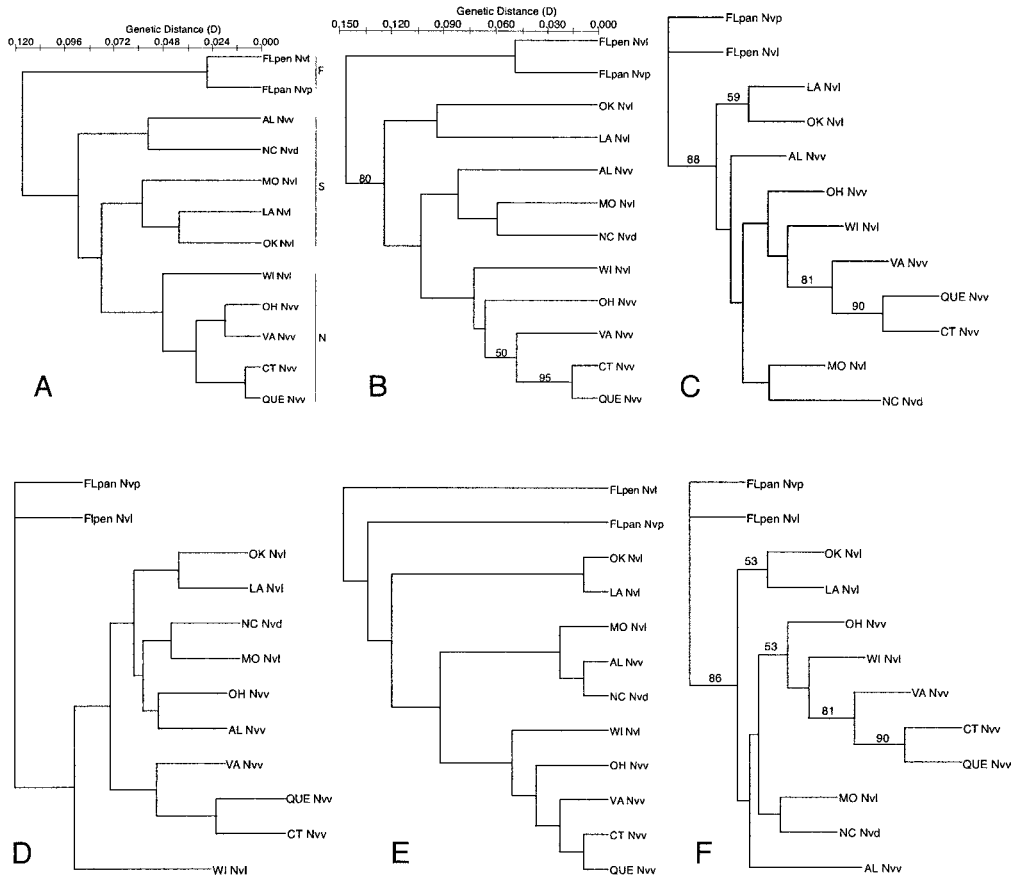 Genetic Distance (D)
0,120 0,096 0,072 0,048 0,024 0,000
FLpen Nvl
F
FLpan Nvp
AL Nvv
NC Nvd
MO Nvl
S
LA Nvl
OK Nvl
WI Nvl
OH Nvv
VA Nvv
N
CT Nvv
QUE Nvv
A
Genetic Distance (D)
0,150 0,120 0,090 0,060 0,030 0,000
FLpen Nvl
FLpan Nvp
OK Nvl
LA Nvl
AL Nvv
80
MO Nvl
NC Nvd
WI Nvl
OH Nvv
VA Nvv
50
CT Nvv
95
QUE Nvv
B
FLpan Nvp
FLpen Nvl
LA Nvl
59
OK Nvl
AL Nvv
88
OH Nvv
WI Nvl
VA Nvv
81
QUE Nvv
90
CT Nvv
MO Nvl
NC Nvd
C
FLpan Nvp
Flpen Nvl
OK Nvl
LA Nvl
NC Nvd
MO Nvl
OH Nvv
AL Nvv
VA Nvv
QUE Nvv
CT Nvv
WI Nvl
D
FLpen Nvl
FLpan Nvp
OK Nvl
LA Nvl
MO Nvl
AL Nvv
NC Nvd
WI Nvl
OH Nvv
VA Nvv
CT Nvv
QUE Nvv
E
FLpan Nvp
FLpen Nvl
OK Nvl
53
LA Nvl
OH Nvv
53
WI Nvl
86
VA Nvv
81
CT Nvv
90
QUE Nvv
MO Nvl
NC Nvd
AL Nvv
F